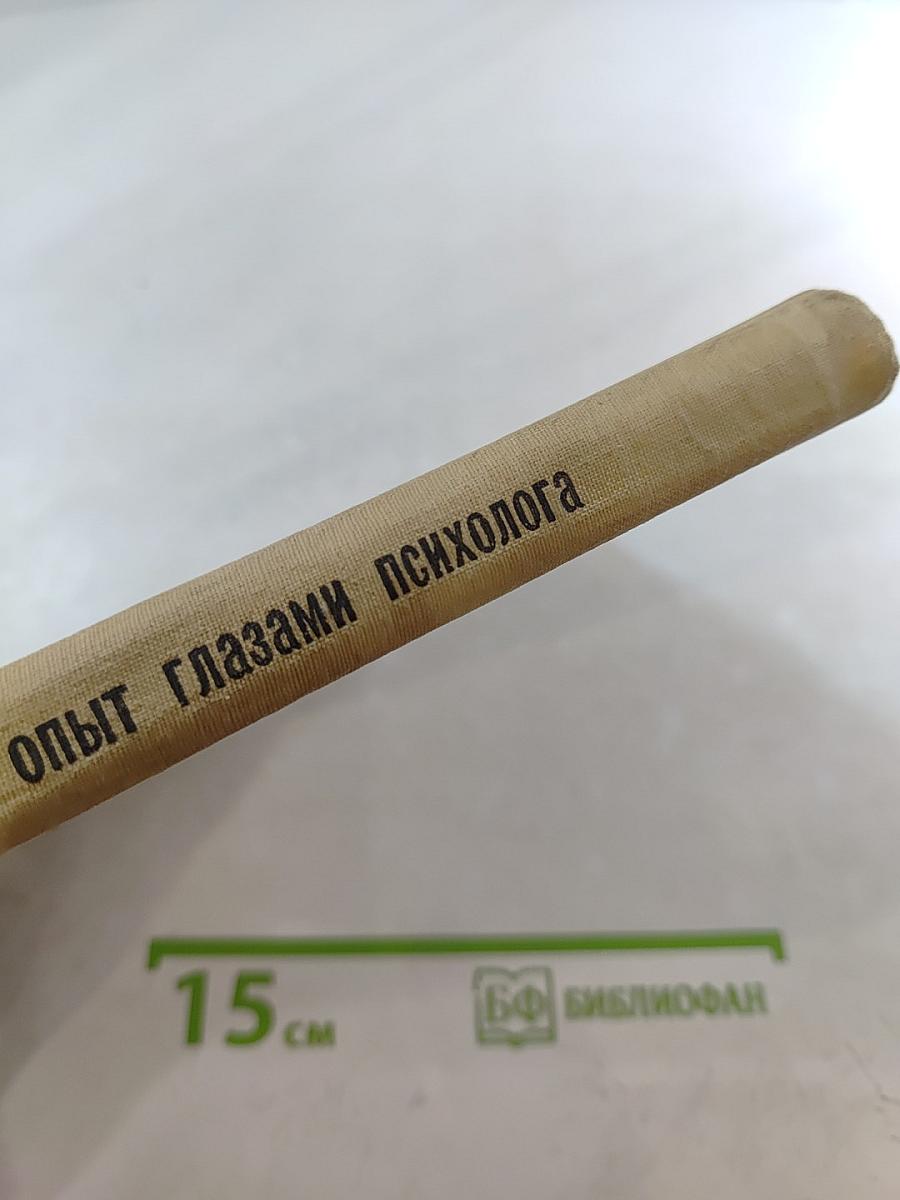 опыт глазами психолога
15 см
БФ БИБЛИОФАН